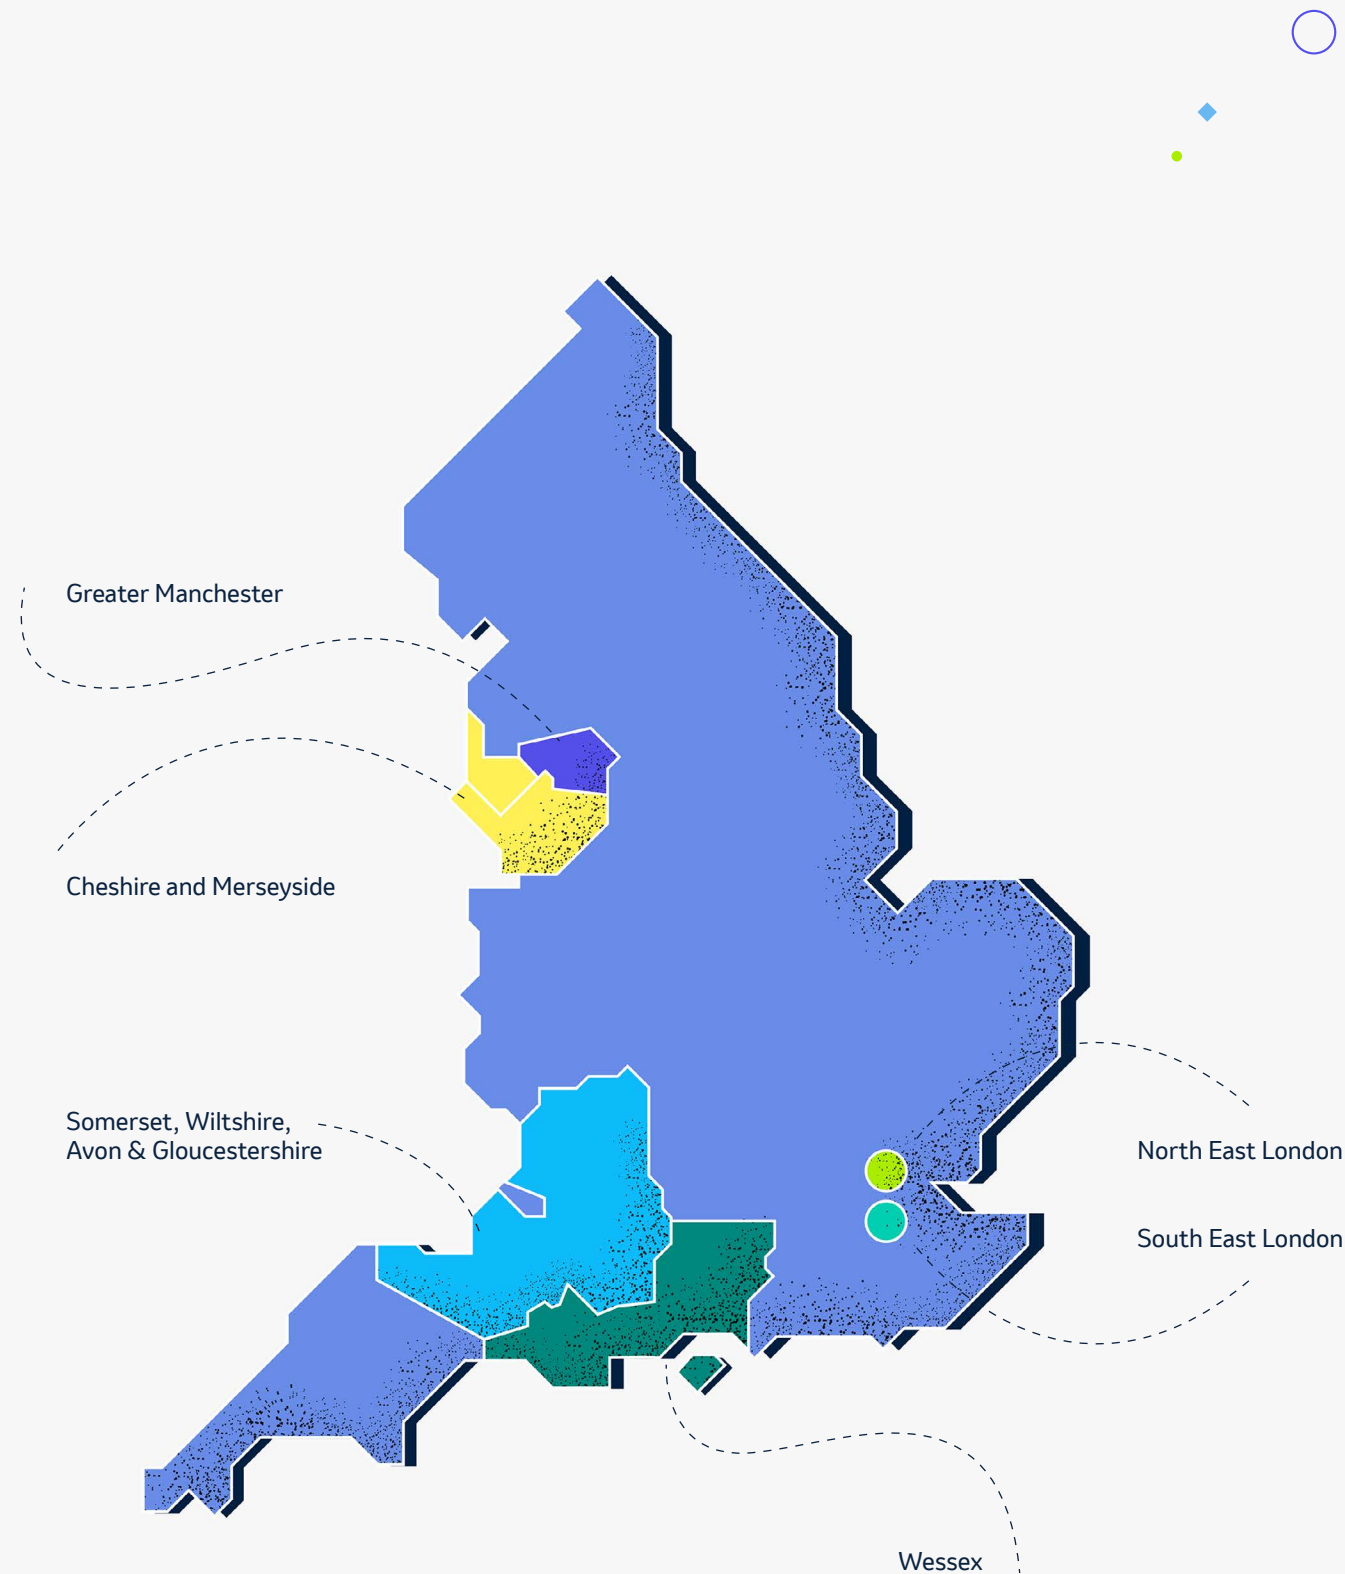 Greater Manchester
Cheshire and Merseyside
Somerset, Wiltshire,
Avon & Gloucestershire
North East London
South East London
Wessex